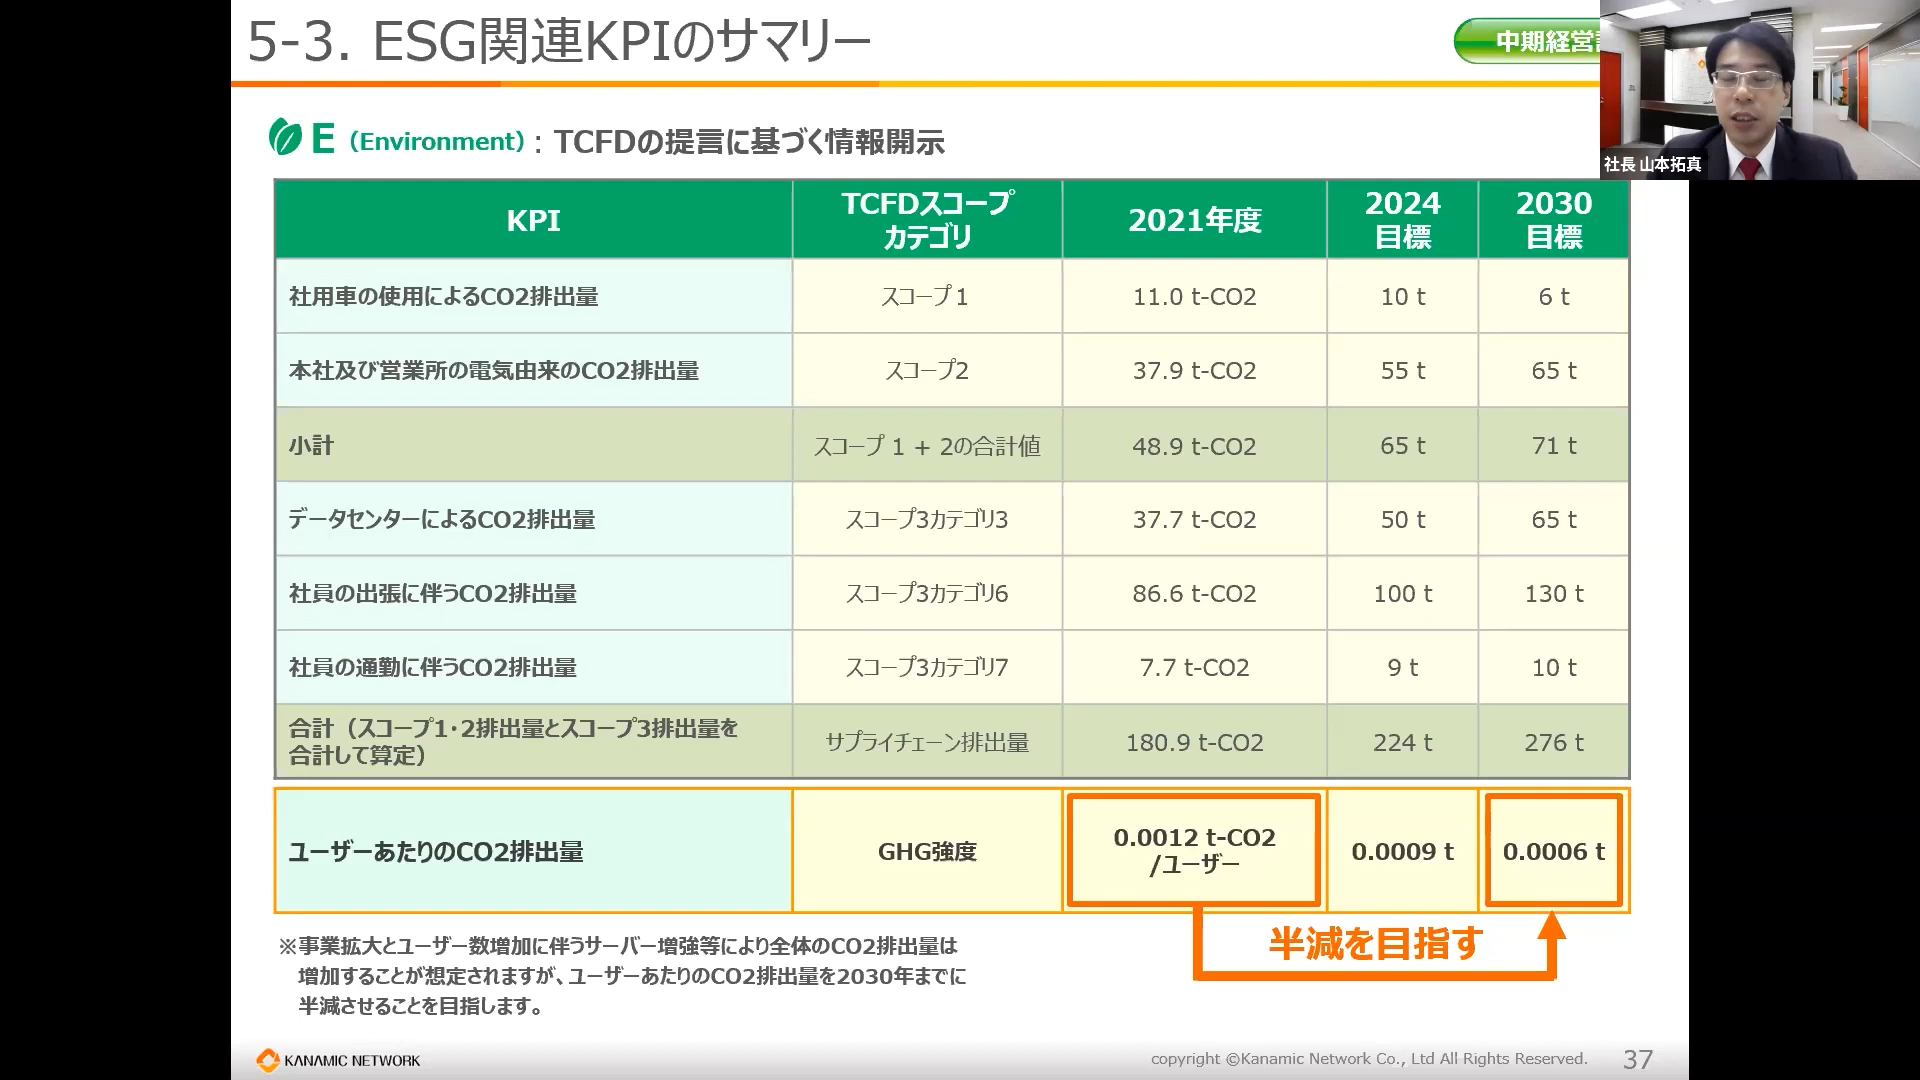 5-3. ESG関連KPIのサマリー
中期経営
社長 山本拓真
E（Environment）: TCFDの提言に基づく情報開示
KPI
TCFDスコープ
カテゴリ
2021年度
2024
目標
2030
目標
社用車の使用によるCO2排出量
スコープ1
11.0 t-CO2
10 t
6 t
本社及び営業所の電気由来のCO2排出量
スコープ2
37.9 t-CO2
55 t
65 t
小計
スコープ 1 + 2の合計値
48.9 t-CO2
65 t
71 t
データセンターによるCO2排出量
スコープ3カテゴリ3
37.7 t-CO2
50 t
65 t
社員の出張に伴うCO2排出量
スコープ3カテゴリ6
86.6 t-CO2
100 t
130 t
社員の通勤に伴うCO2排出量
スコープ3カテゴリ7
7.7 t-CO2
9 t
10 t
合計（スコープ1・2排出量とスコープ3排出量を
合計して算定）
サプライチェーン排出量
180.9 t-CO2
224 t
276 t
ユーザーあたりのCO2排出量
GHG強度
0.0012 t-CO2
/ユーザー
0.0009 t
0.0006 t
半減を目指す
※事業拡大とユーザー数増加に伴うサーバー増強等により全体のCO2排出量は
増加することが想定されますが、ユーザーあたりのCO2排出量を2030年までに
半減させることを目指します。
KANAMIC NETWORK
copyright ©Kanamic Network Co., Ltd All Rights Reserved.
37